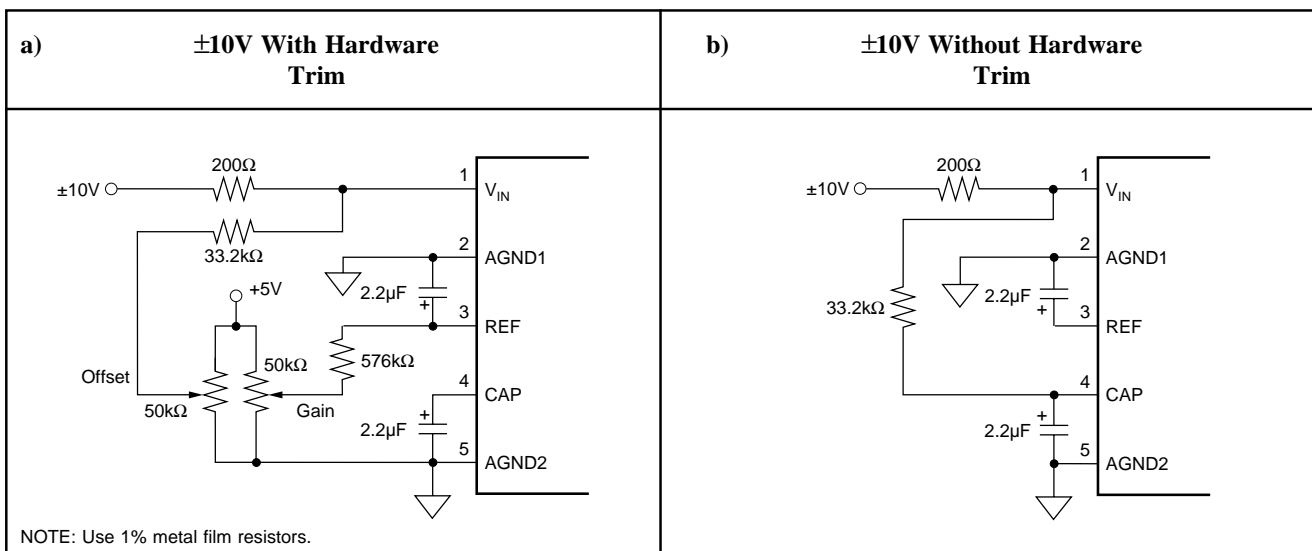 a)
±10V With Hardware
Trim
200Ω
±10V
1
V_IN
33.2kΩ
2
AGND1
+5V
2.2µF
+
3
REF
50kΩ
576kΩ
Offset
4
CAP
50kΩ
Gain
+
2.2µF
5
AGND2
NOTE: Use 1% metal film resistors.
b)
±10V Without Hardware
Trim
200Ω
±10V
1
V_IN
2
AGND1
2.2µF
33.2kΩ
+
3
REF
4
CAP
+
2.2µF
5
AGND2